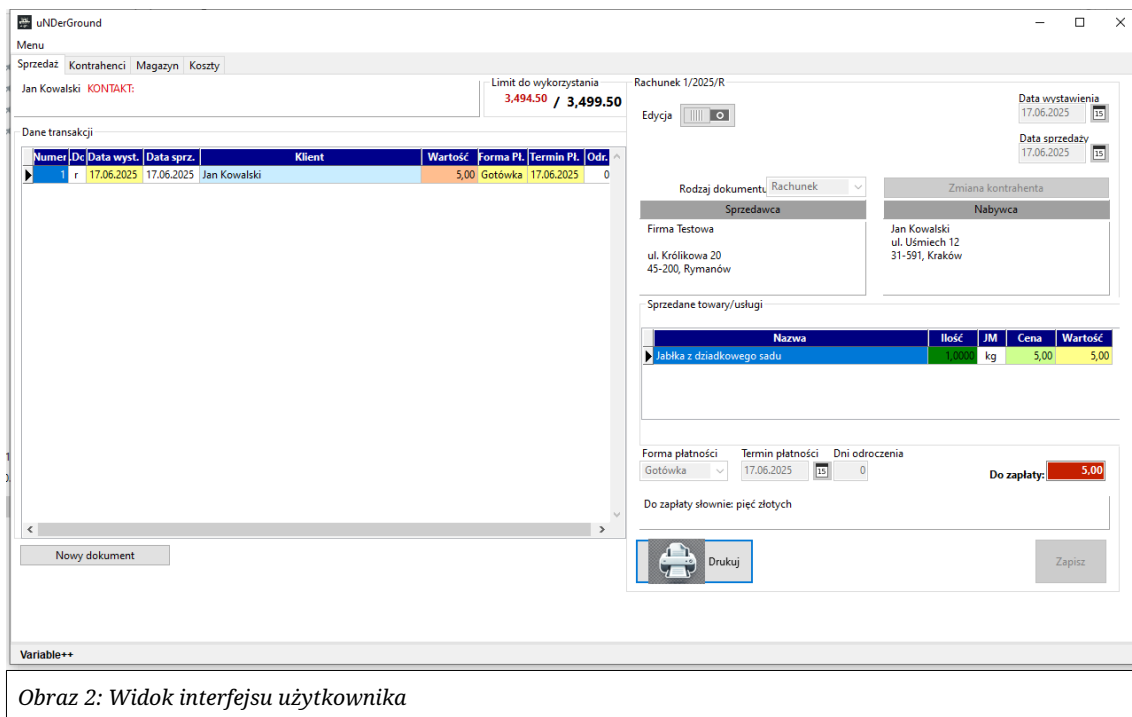 uNDerGround
Menu
Sprzedaż Kontrahenci Magazyn Koszty
Jan Kowalski KONTAKT:
Limit do wykorzystania
3,494.50 / 3,499.50
Dane transakcji
Numer .Dc Data wyst. Data sprz. Klient Wartość Forma Pł. Termin Pł. Odr.
1 r 17.06.2025 17.06.2025 Jan Kowalski 5,00 Gotówka 17.06.2025 0
Nowy dokument
Rachunek 1/2025/R
Edycja
Data wystawienia
17.06.2025 15
Data sprzedaży
17.06.2025 15
Rodzaj dokumentu Rachunek
Zmiana kontrahenta
Sprzedawca
Firma Testowa
ul. Królikowa 20
45-200, Rymanów
Nabywca
Jan Kowalski
ul. Uśmiech 12
31-591, Kraków
Sprzedane towary/usługi
Nazwa Ilość JM Cena Wartość
Jabłka z dziadkowego sadu 1,0000 kg 5,00 5,00
Forma płatności Termin płatności Dni odroczenia
Gotówka 17.06.2025 15 0
Do zapłaty: 5,00
Do zapłaty słownie: pięć złotych
Drukuj
Zapisz
Variable++
Obraz 2: Widok interfejsu użytkownika